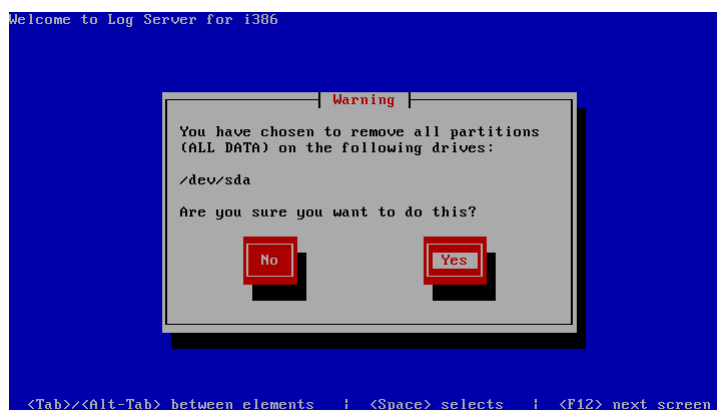 Welcome to Log Server for i386
Warning
You have chosen to remove all partitions
(ALL DATA) on the following drives:
/dev/sda
Are you sure you want to do this?
No Yes
<Tab>/<Alt-Tab> between elements | <Space> selects | <F12> next screen